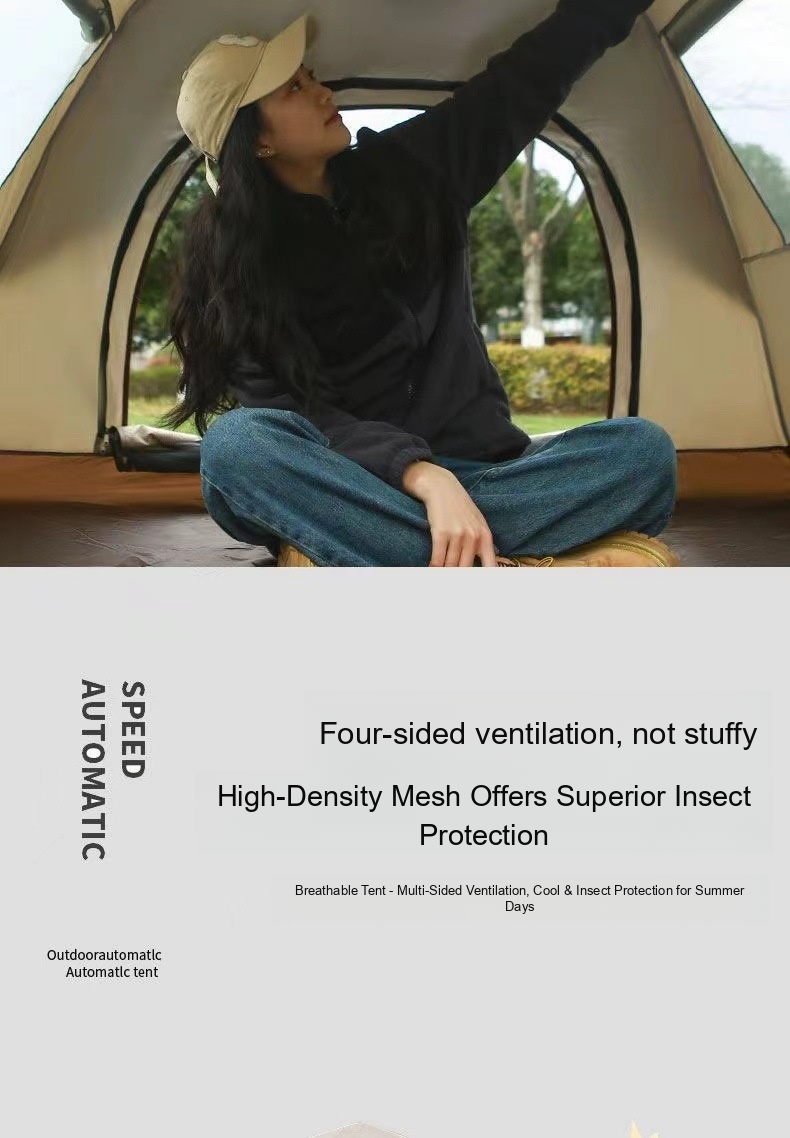 SPEED
AUTOMATIC
Four-sided ventilation, not stuffy
High-Density Mesh Offers Superior Insect
Protection
Breathable Tent - Multi-Sided Ventilation, Cool & Insect Protection for Summer
Days
Outdoorautomatlc
Automatlc tent